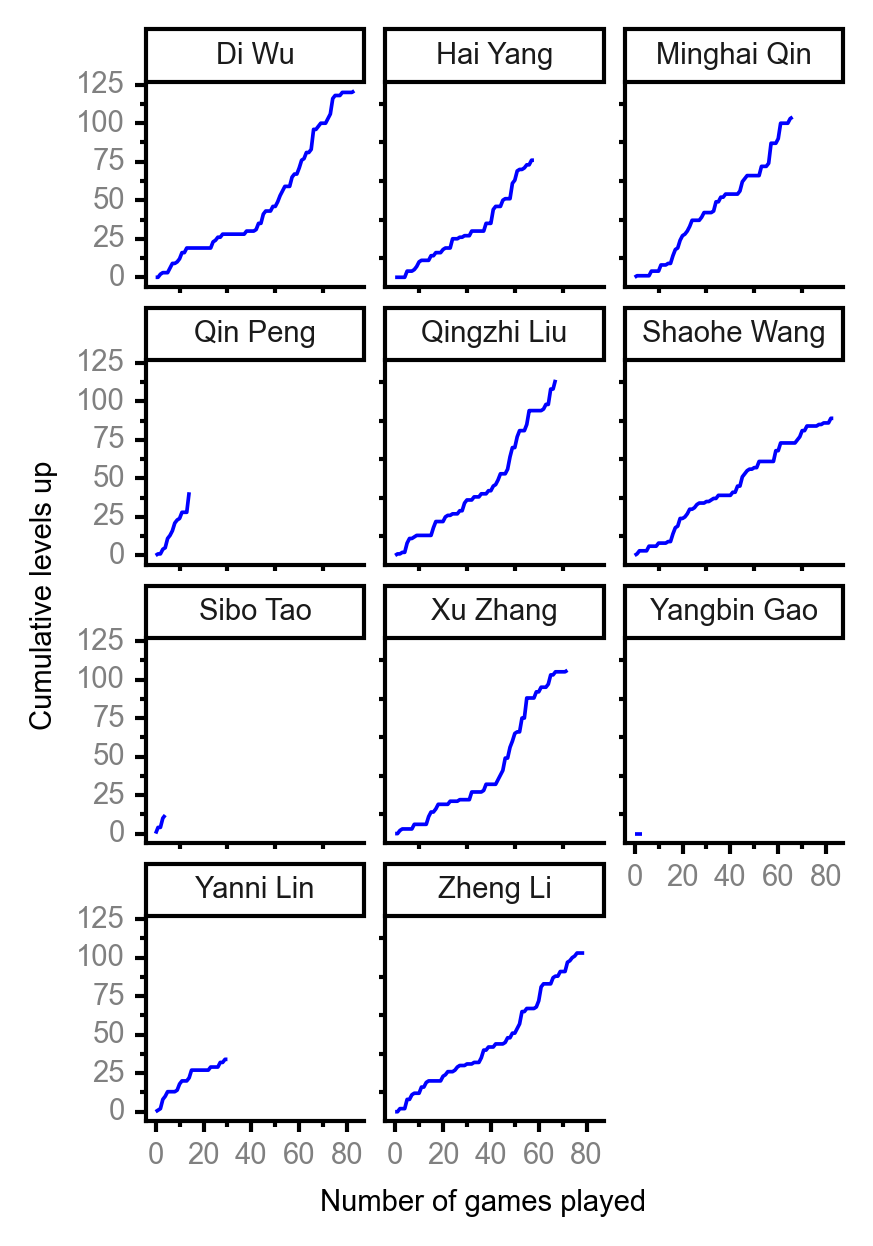 Di Wu
Hai Yang
Minghai Qin
125
100
75
50
25
0
Qin Peng
Qingzhi Liu
Shaohe Wang
125
100
75
50
25
0
Sibo Tao
Xu Zhang
Yangbin Gao
125
100
75
50
25
0
0 20 40 60 80
Yanni Lin
Zheng Li
125
100
75
50
25
0
0 20 40 60 80
0 20 40 60 80
Cumulative levels up
Number of games played